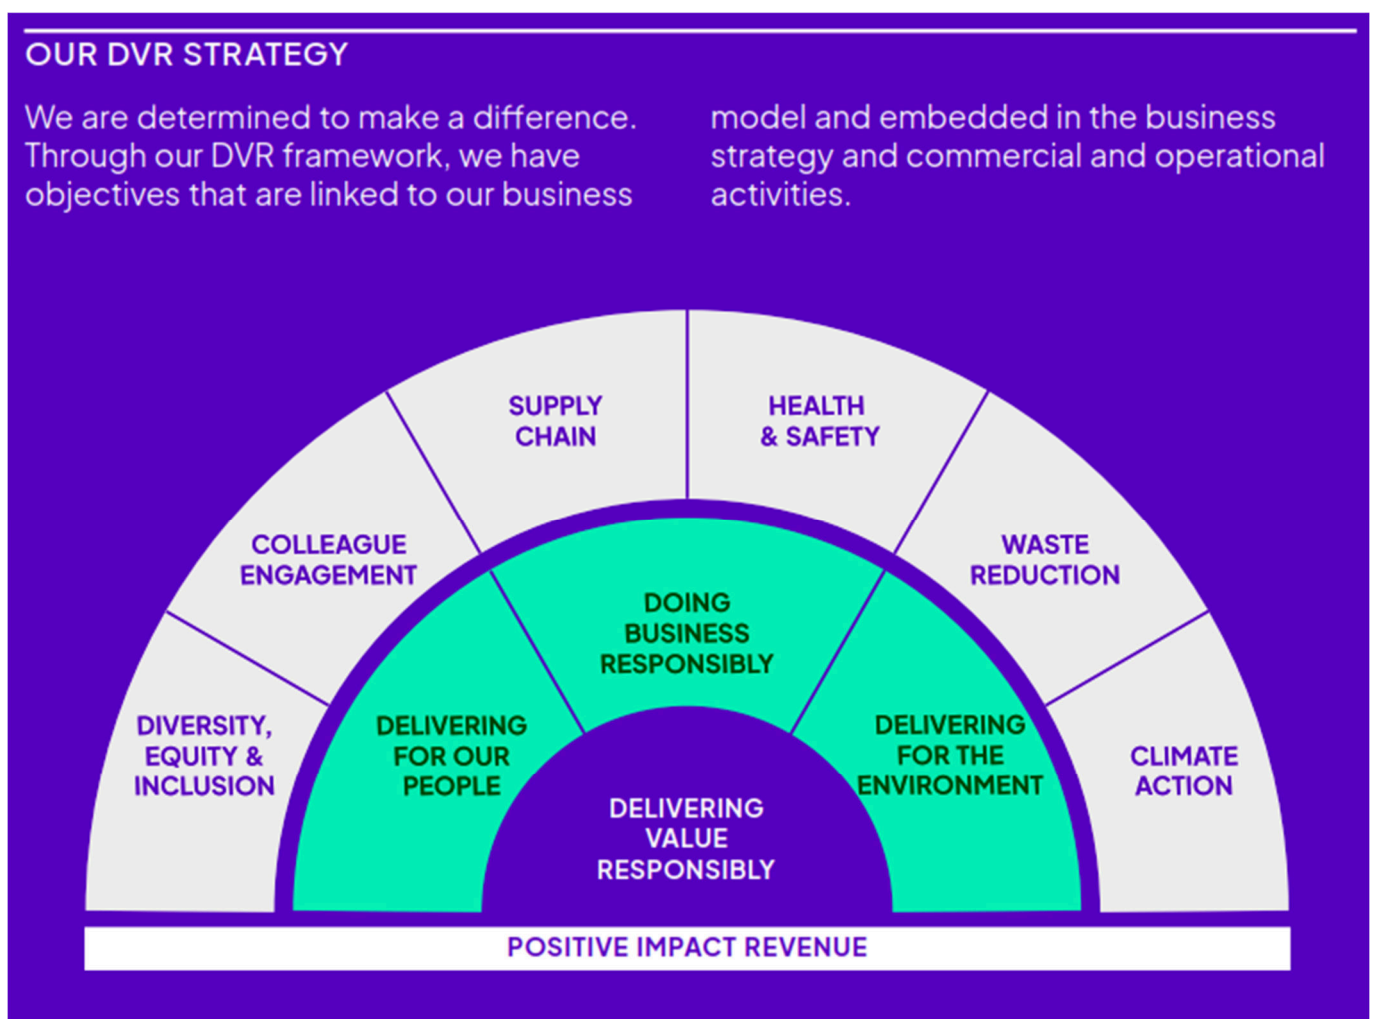 OUR DVR STRATEGY
We are determined to make a difference.
Through our DVR framework, we have
objectives that are linked to our business
model and embedded in the business
strategy and commercial and operational
activities.
SUPPLY
CHAIN
HEALTH
& SAFETY
COLLEAGUE
ENGAGEMENT
WASTE
REDUCTION
DIVERSITY,
EQUITY &
INCLUSION
CLIMATE
ACTION
DOING
BUSINESS
RESPONSIBLY
DELIVERING
FOR OUR
PEOPLE
DELIVERING
FOR THE
ENVIRONMENT
DELIVERING
VALUE
RESPONSIBLY
POSITIVE IMPACT REVENUE